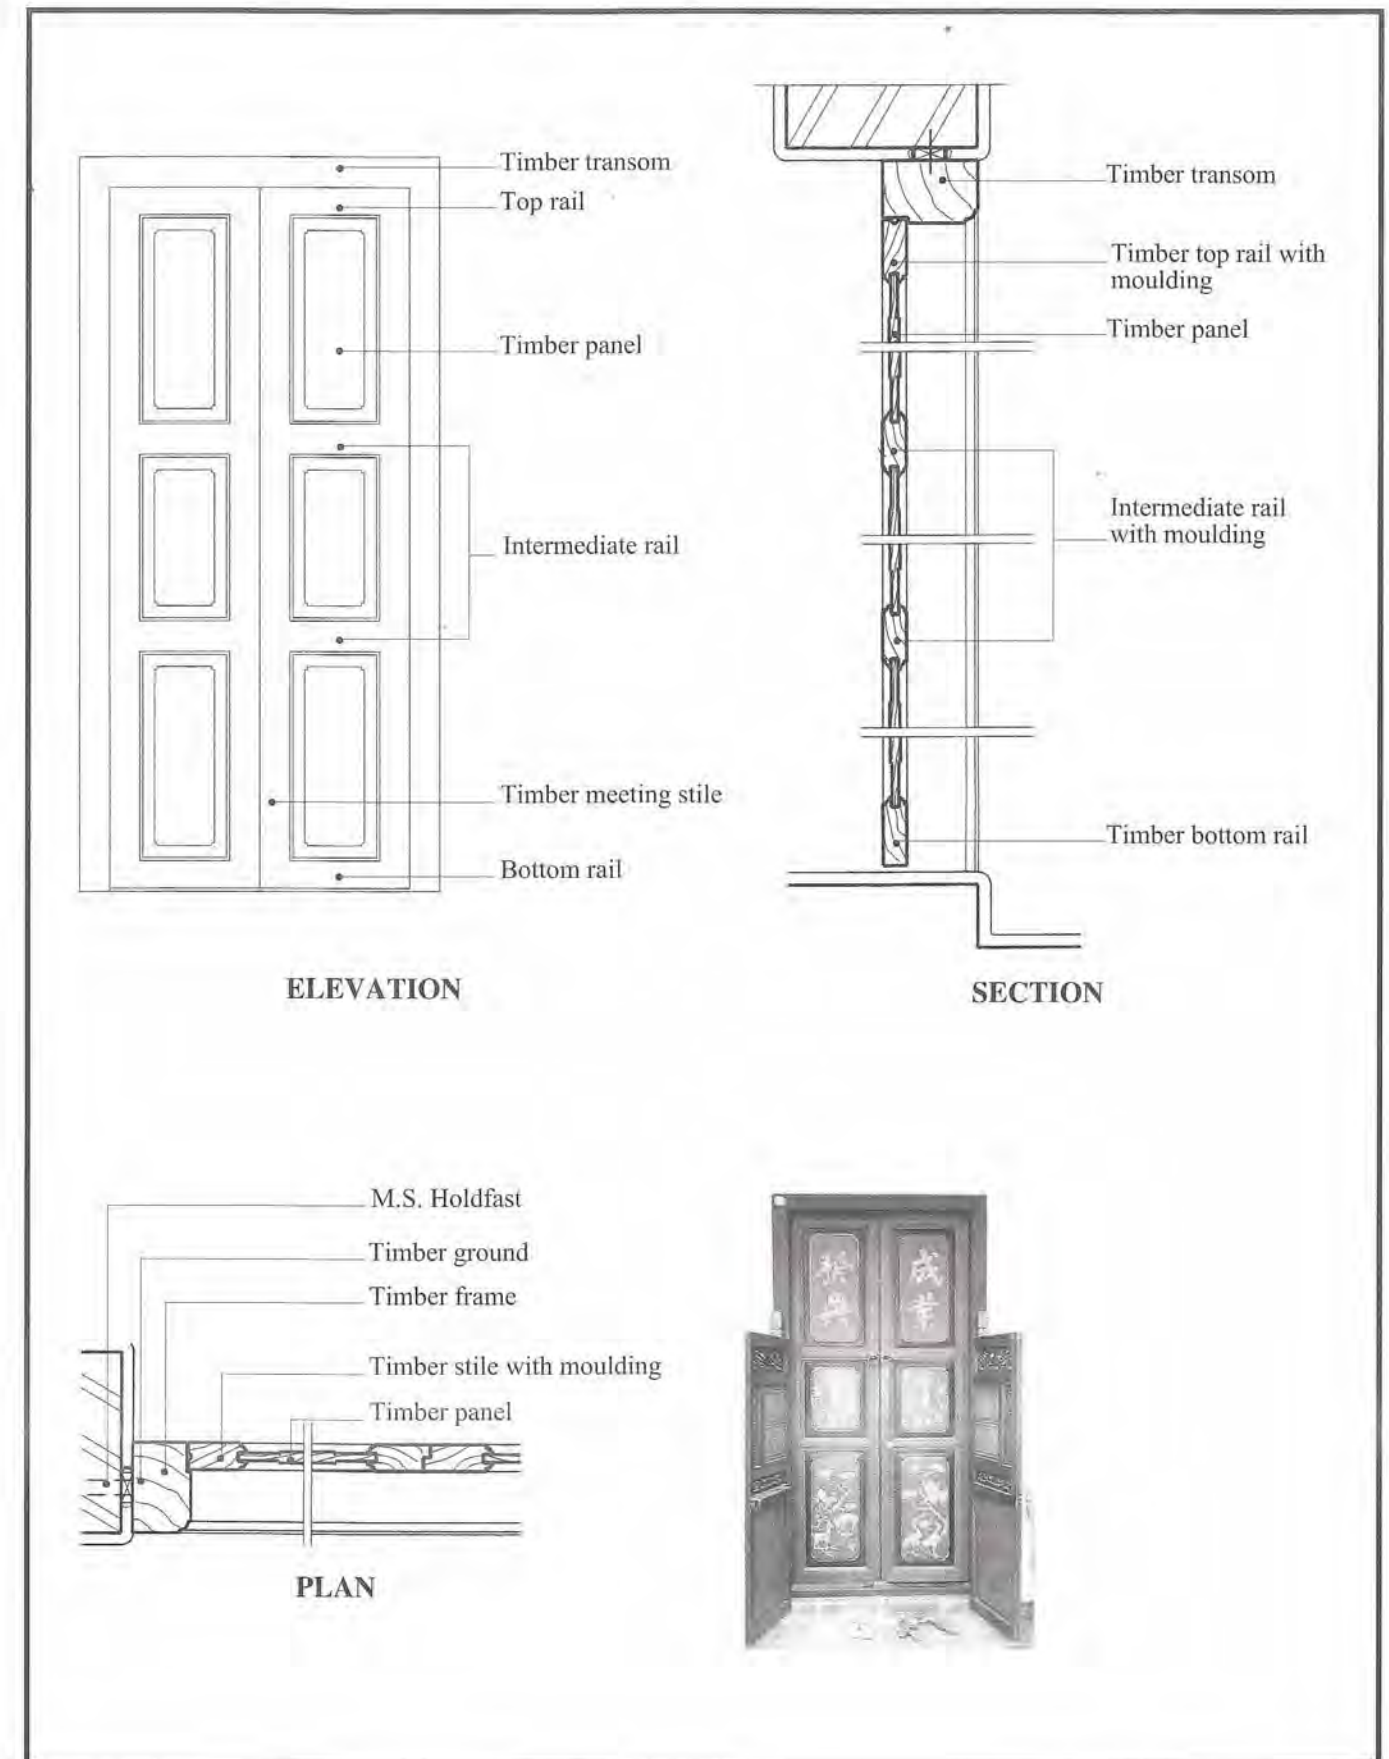 Timber transom
Top rail
Timber panel
Intermediate rail
Timber meeting stile
Bottom rail
ELEVATION
Timber transom
Timber top rail with
moulding
Timber panel
Intermediate rail
with moulding
Timber bottom rail
SECTION
M.S. Holdfast
Timber ground
Timber frame
Timber stile with moulding
Timber panel
PLAN
成
業